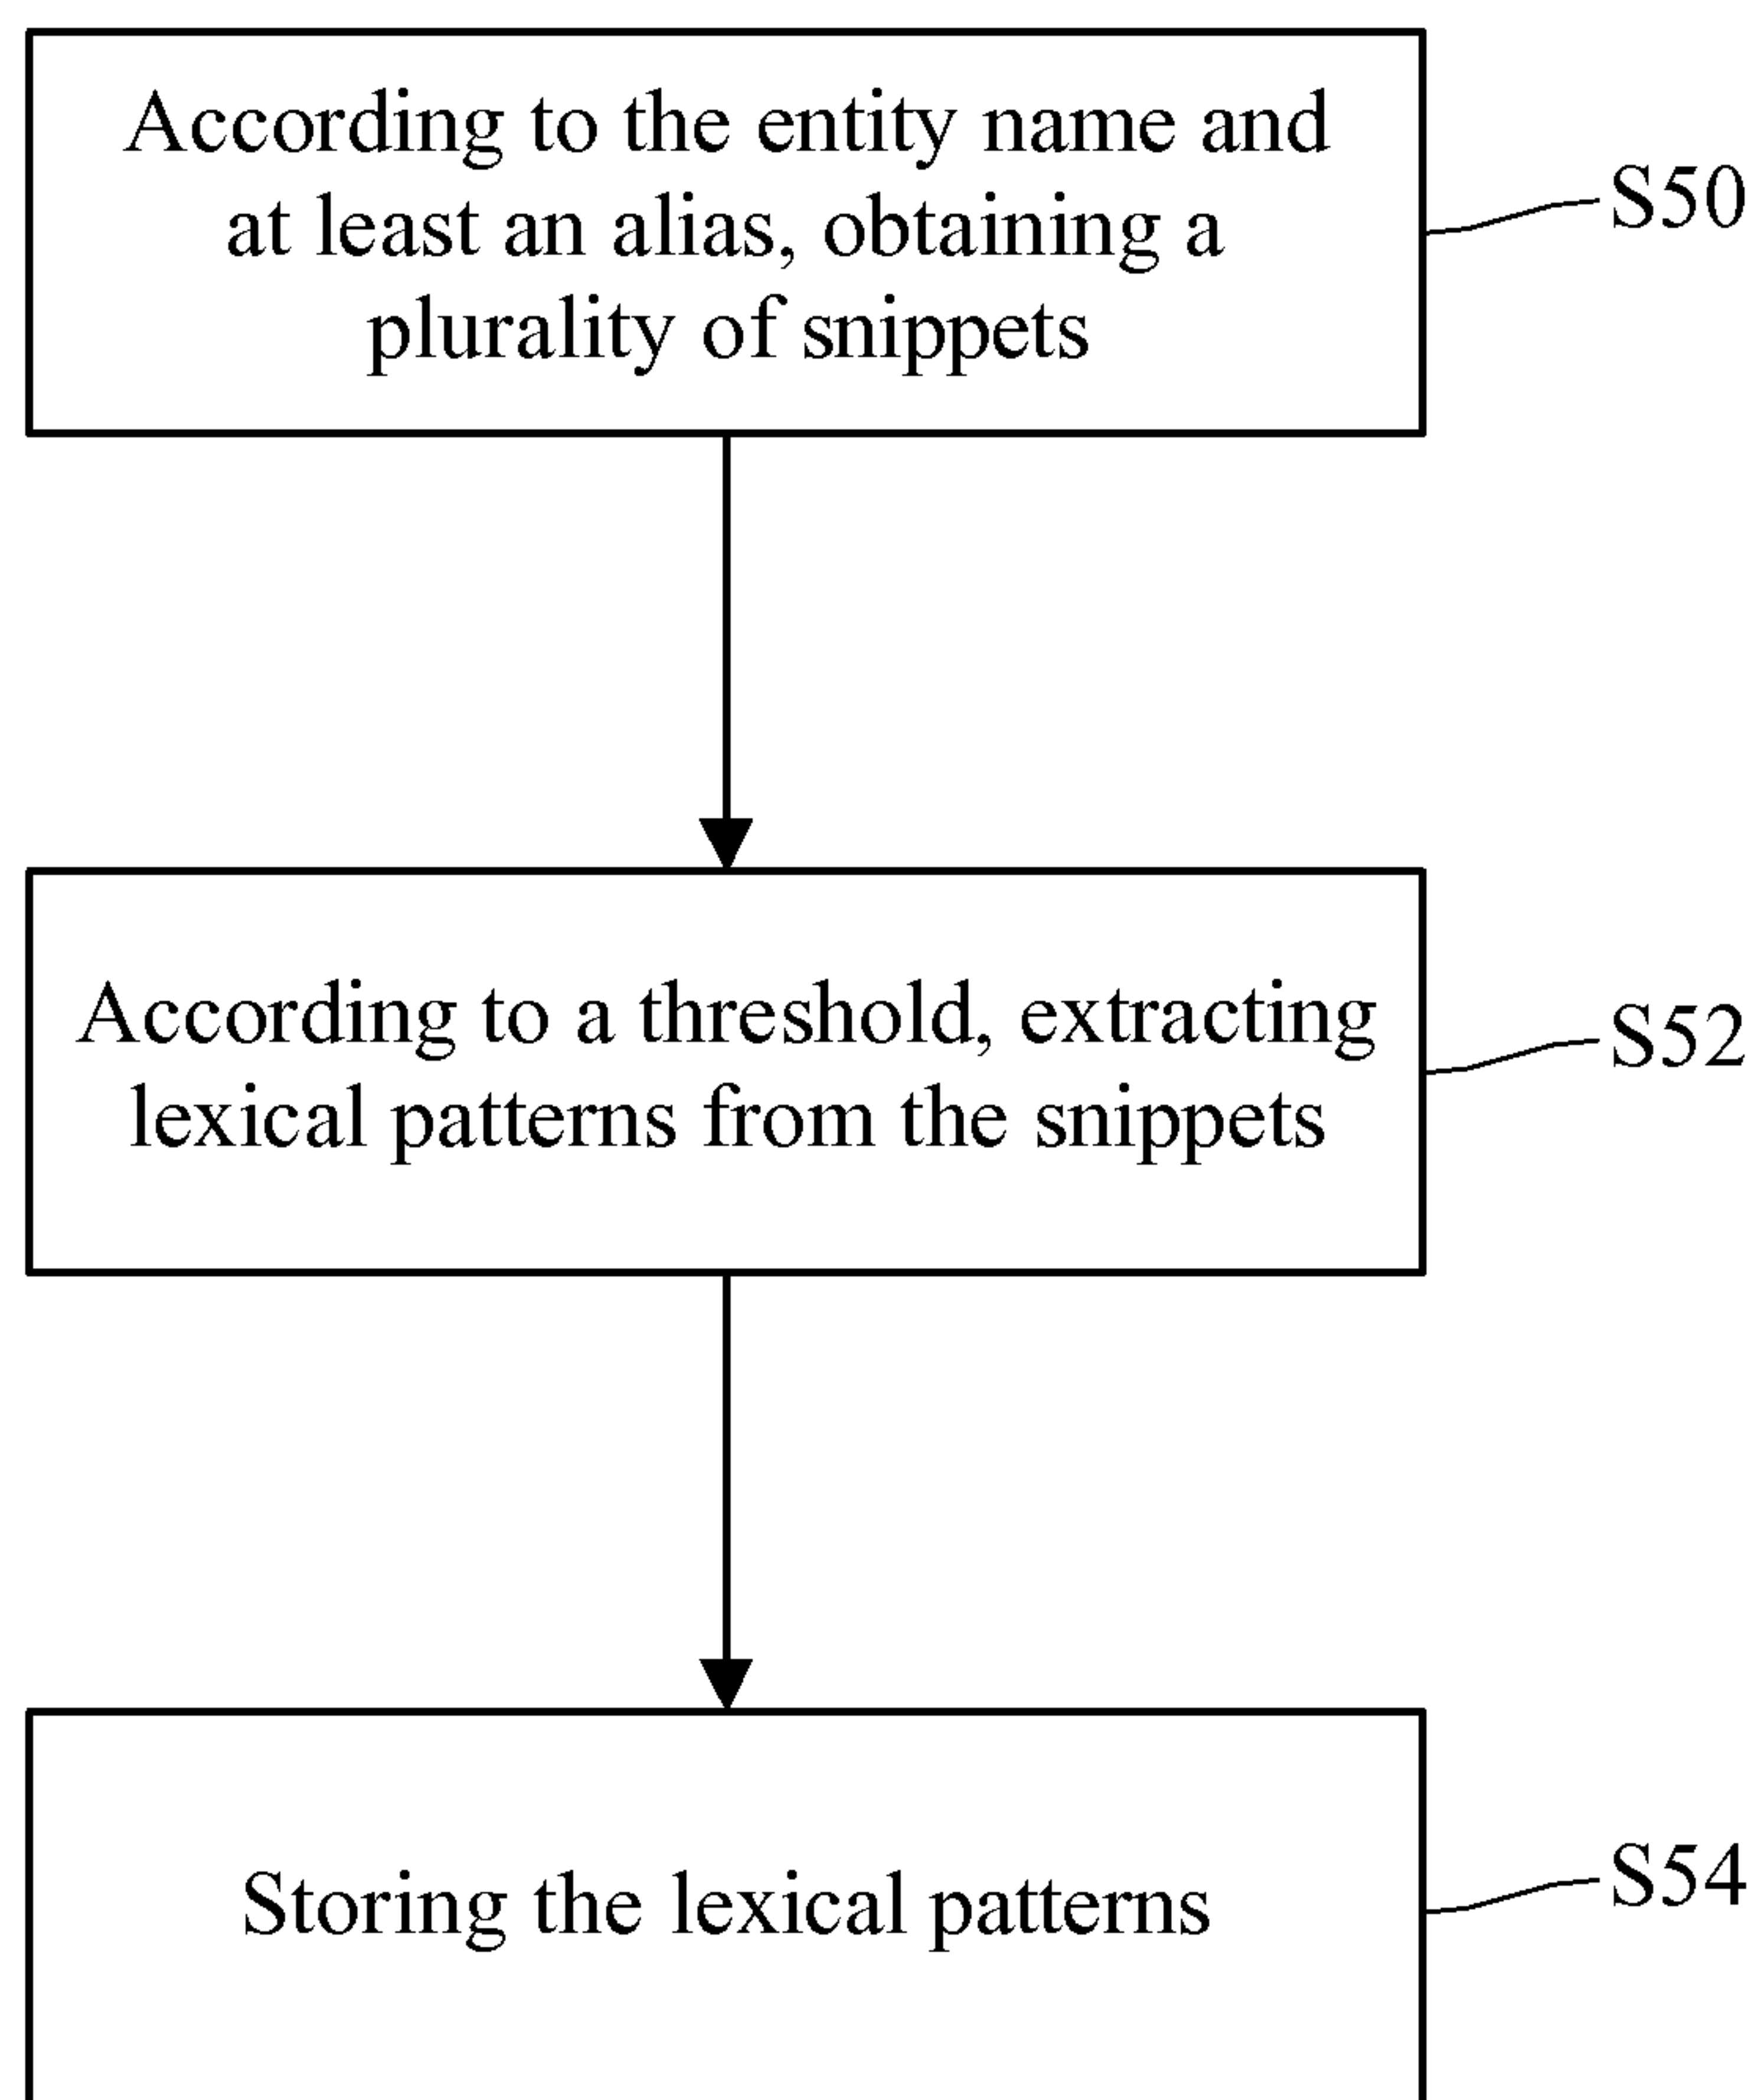 According to the entity name and
at least an alias, obtaining a
plurality of snippets
S50
According to a threshold, extracting
lexical patterns from the snippets
S52
Storing the lexical patterns
S54